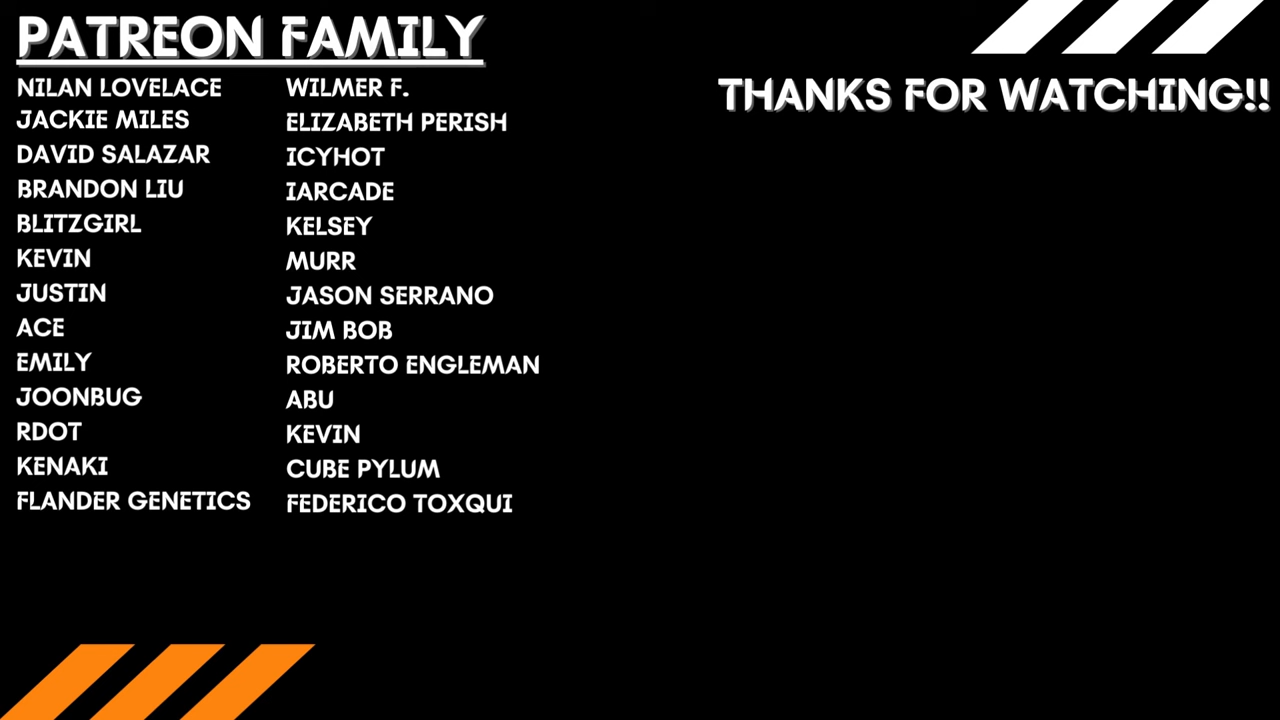 PATREON FAMILY
NILAN LOVELACE
JACKIE MILES
DAVID SALAZAR
BRANDON LIU
BLITZGIRL
KEVIN
JUSTIN
ACE
EMILY
JOONBUG
RDOT
KENAKI
FLANDER GENETICS
WILMER F.
ELIZABETH PERISH
ICYHOT
IARCADE
KELSEY
MURR
JASON SERRANO
JIM BOB
ROBERTO ENGLEMAN
ABU
KEVIN
CUBE PYLUM
FEDERICO TOXQUI
THANKS FOR WATCHING!!